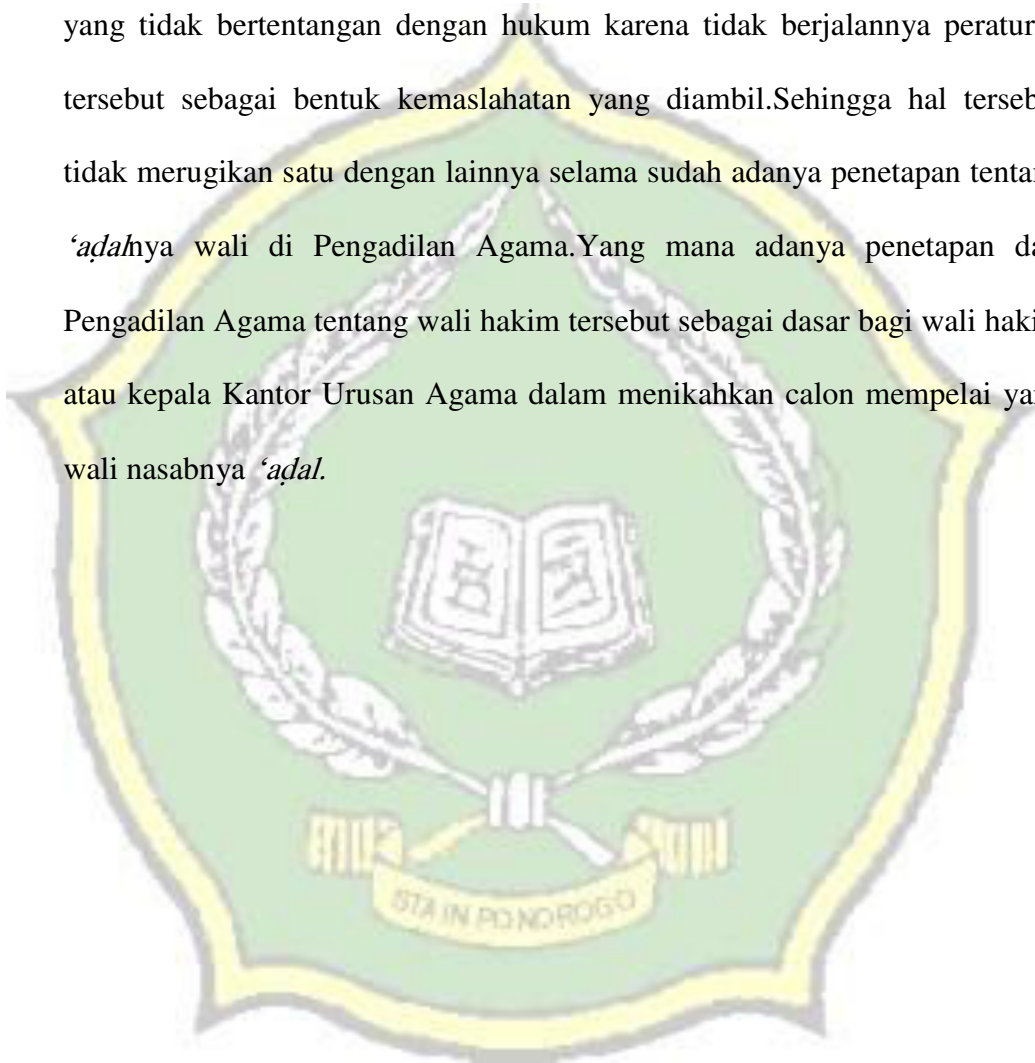 yang tidak bertentangan dengan hukum karena tidak berjalannya peratur
tersebut sebagai bentuk kemaslahatan yang diambil.Sehingga hal terseb
tidak merugikan satu dengan lainnya selama sudah adanya penetapan tenta
‘aḍalnya wali di Pengadilan Agama.Yang mana adanya penetapan da
Pengadilan Agama tentang wali hakim tersebut sebagai dasar bagi wali haki
atau kepala Kantor Urusan Agama dalam menikahkan calon mempelai ya
wali nasabnya ‘aḍal.
STAIN PONOROGO